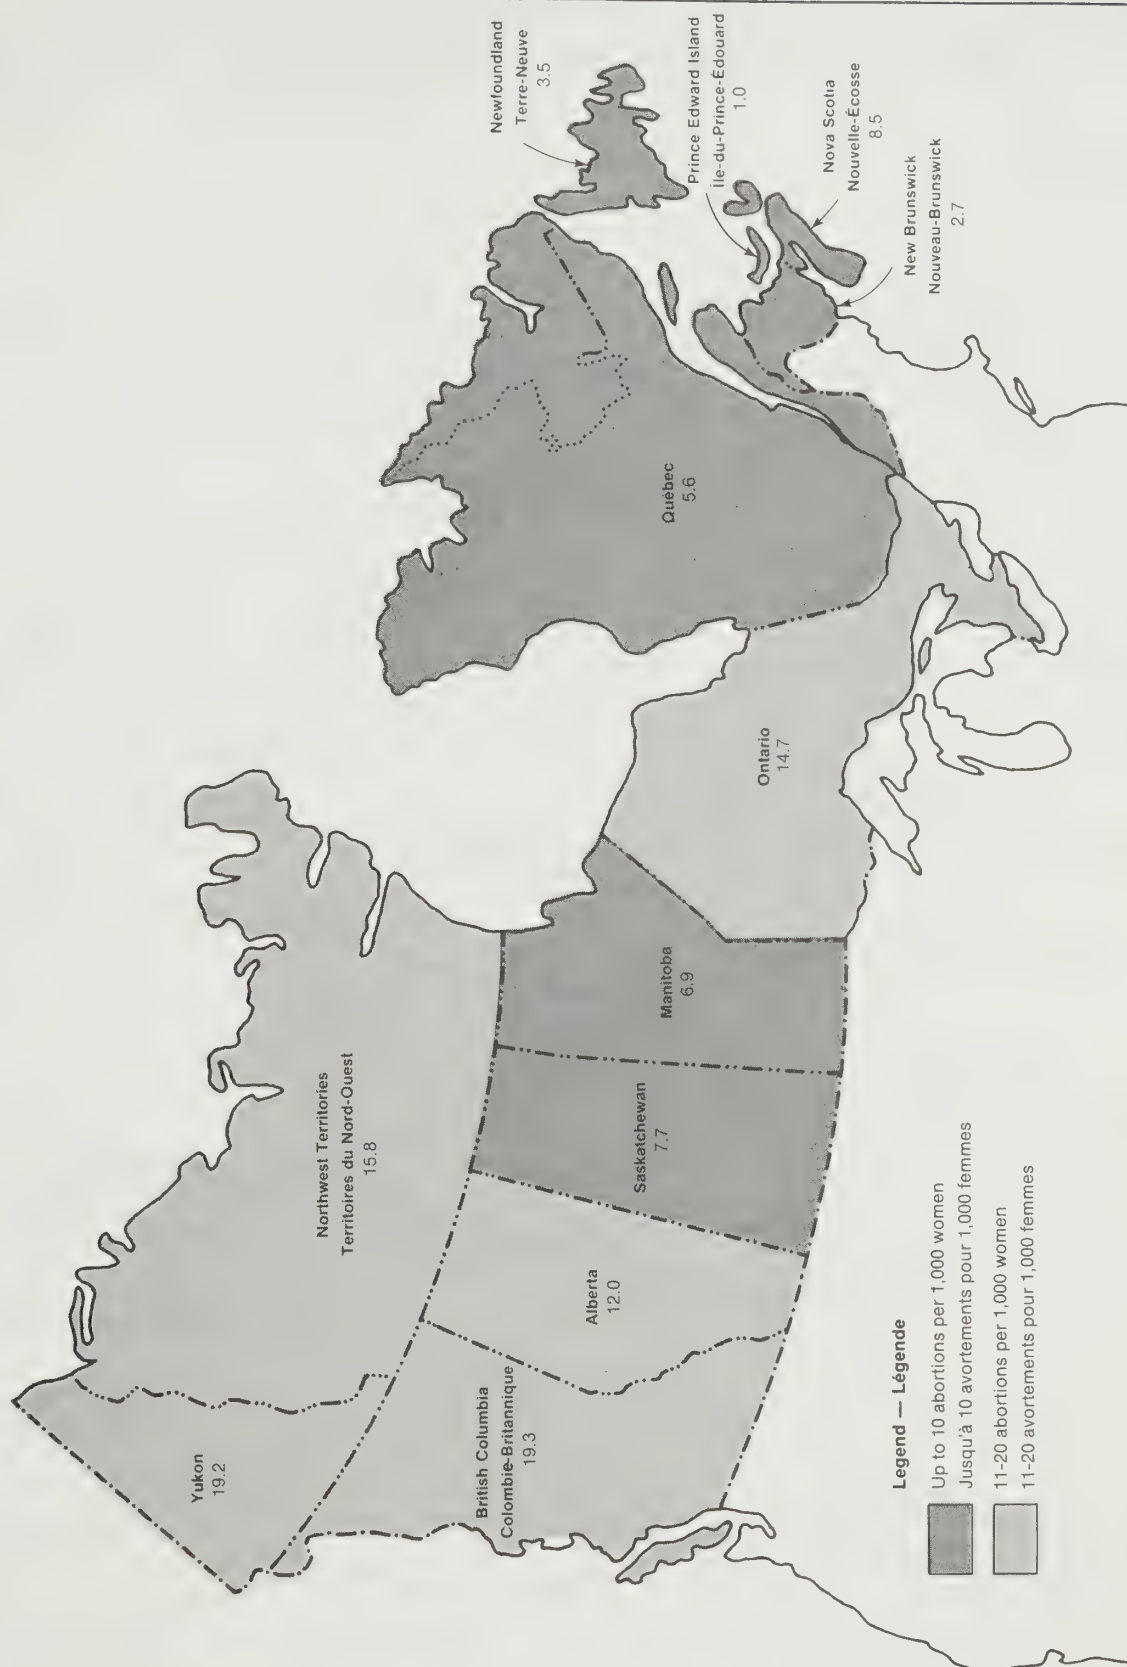 Yukon
19.2
Northwest Territories
Territoires du Nord-Ouest
15.8
British Columbia
Colombie-Britannique
19.3
Alberta
12.0
Saskatchewan
7.7
Manitoba
6.9
Ontario
14.7
Québec
5.6
Newfoundland
Terre-Neuve
3.5
Prince Edward Island
Île-du-Prince-Édouard
1.0
Nova Scotia
Nouvelle-Écosse
8.5
New Brunswick
Nouveau-Brunswick
2.7
Legend — Légende
Up to 10 abortions per 1,000 women
Jusqu'à 10 avortements pour 1,000 femmes
11-20 abortions per 1,000 women
11-20 avortements pour 1,000 femmes